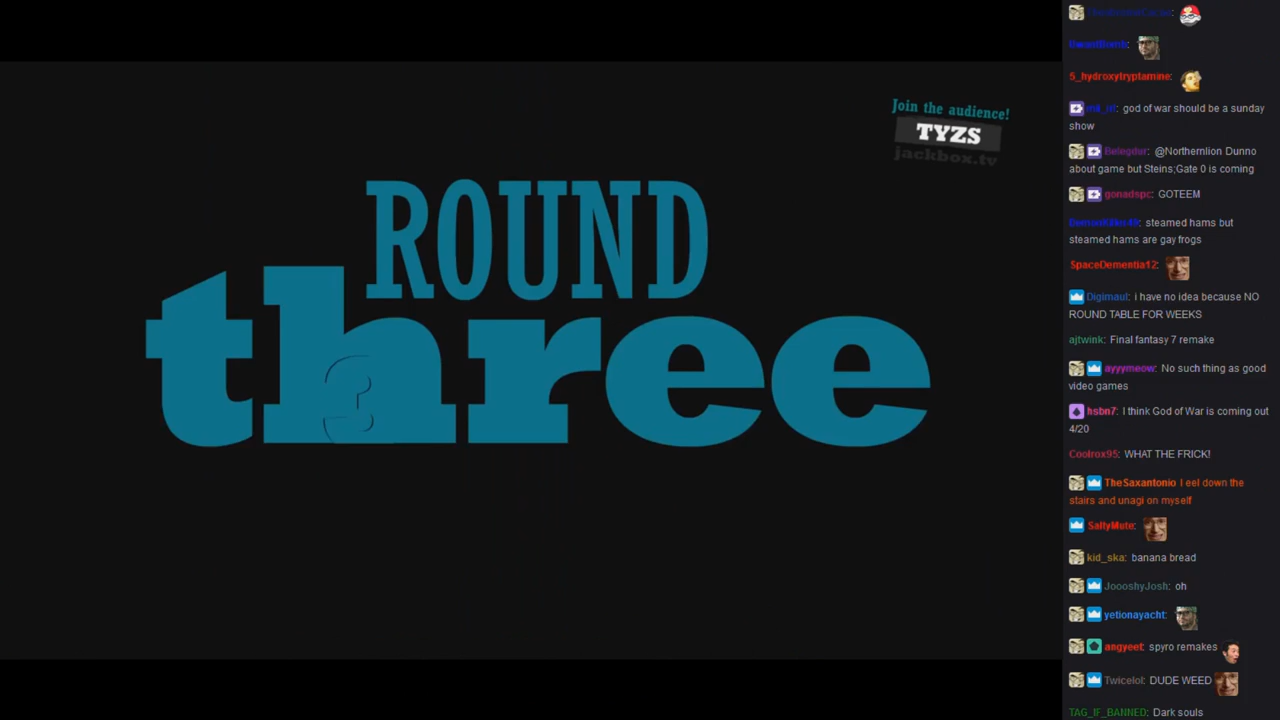 Join the audience!
TYZS
jackbox.tv
ROUND
three
3
5_hydroxytryptamine:
god of war should be a sunday
show
Belegdur: @Northernlion Dunno
about game but Steins;Gate 0 is coming
gonadspc: GOTEEM
steamed hams but
steamed hams are gay frogs
SpaceDementia12:
Digimaul: i have no idea because NO
ROUND TABLE FOR WEEKS
ajtwink: Final fantasy 7 remake
ayyymeow: No such thing as good
video games
hsbn7: I think God of War is coming out
4/20
Coolrox95: WHAT THE FRICK!
TheSaxantonio I eel down the
stairs and unagi on myself
SaltyMute:
kid_ska: banana bread
JoooshyJosh: oh
yetionayacht:
angyeet: spyro remakes
Twicelol: DUDE WEED
TAG_IF_BANNED: Dark souls